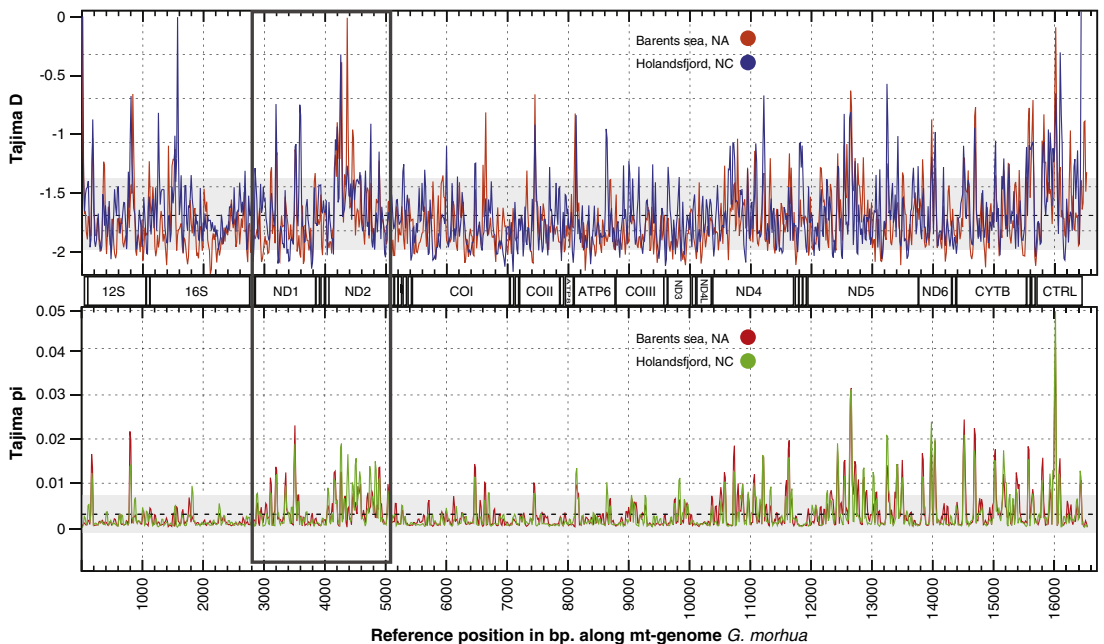 Tajima D
0
-0.5
-1
-1.5
-2
Barents sea, NA
Holandsfjord, NC
12S 16S ND1 ND2 COI COII ATP8 ATP6 COIII ND3 ND4L ND4 ND5 ND6 CYTB CTRL
Tajima pi
0.05
0.04
0.03
0.02
0.01
0
Barents sea, NA
Holandsfjord, NC
1000 2000 3000 4000 5000 6000 7000 8000 9000 10000 11000 12000 13000 14000 15000 16000
Reference position in bp. along mt-genome G. morhua